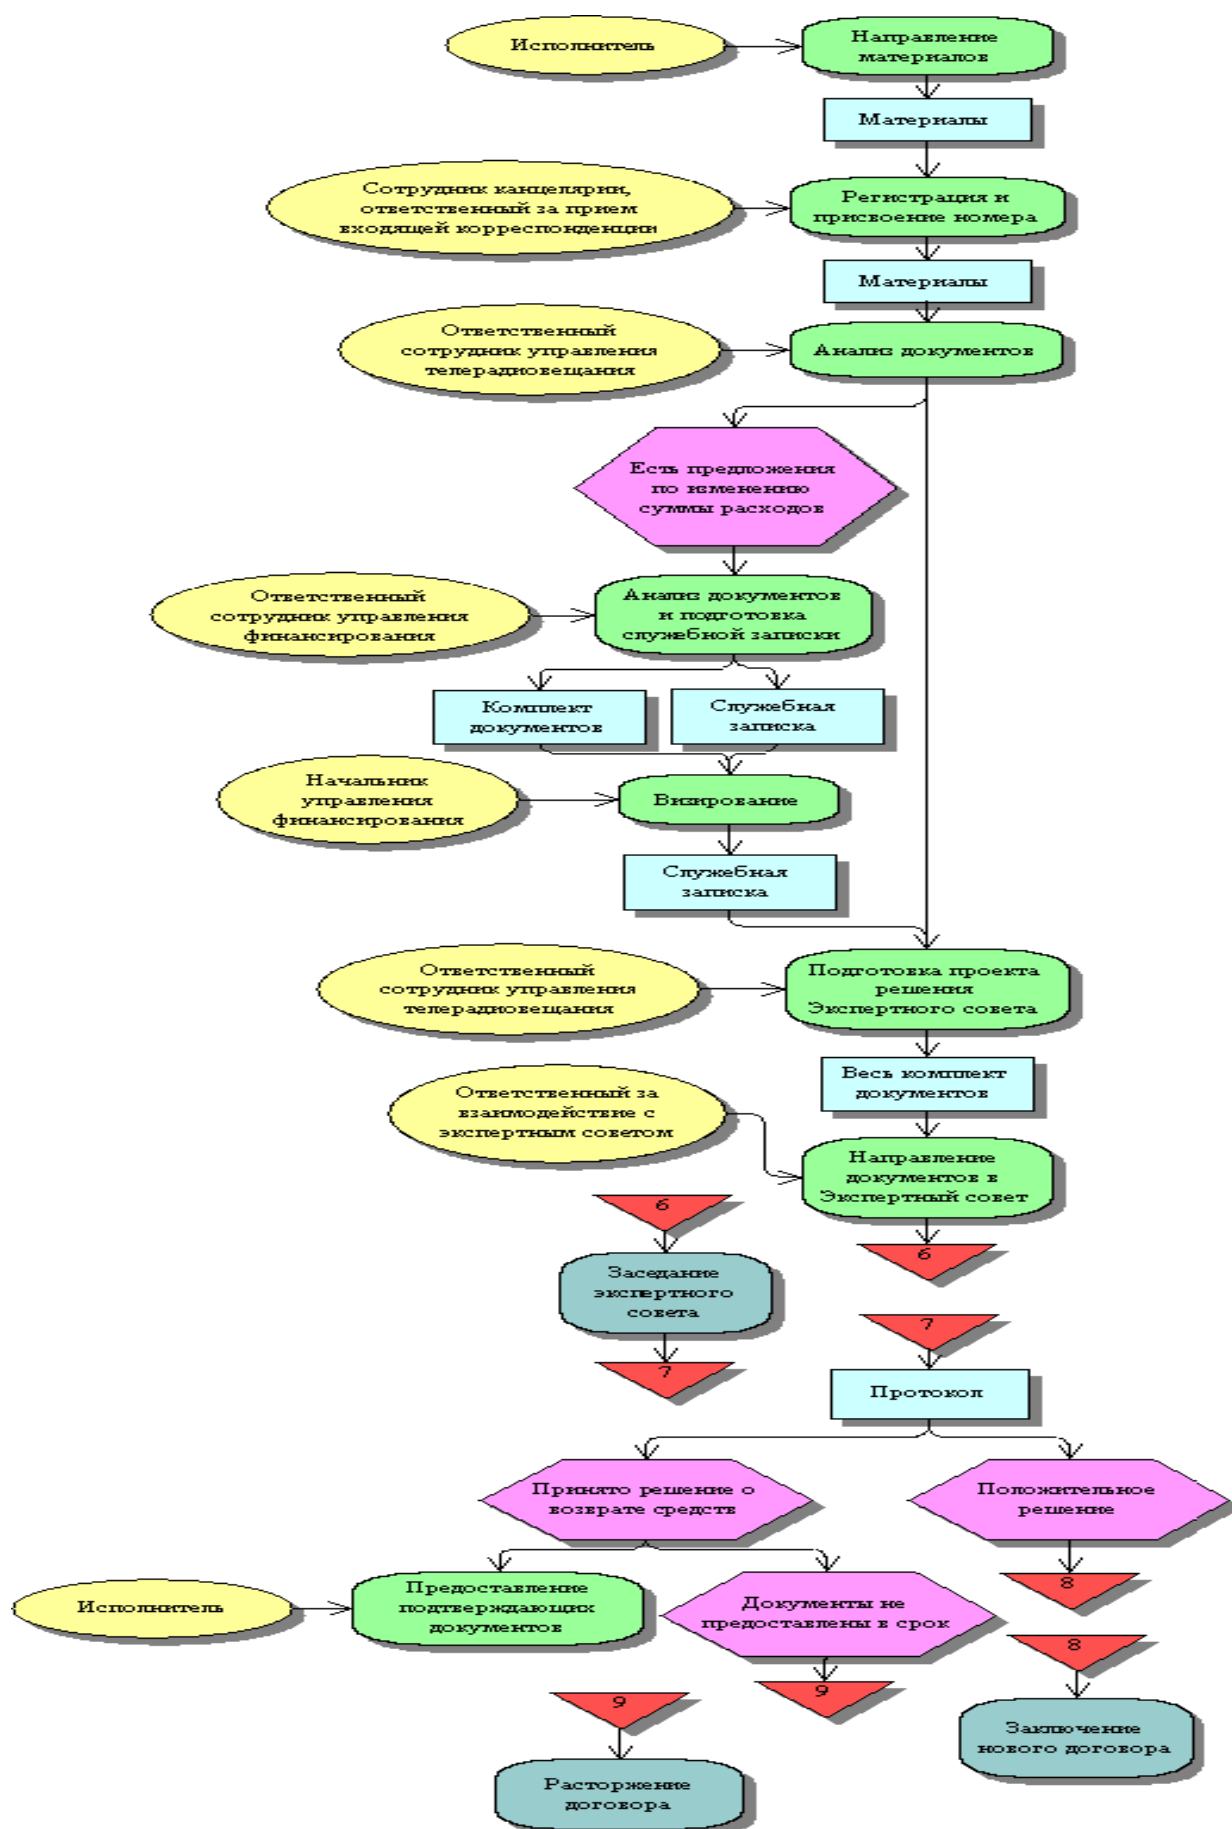 Исполнитель
Направление
материалов
Материалы
Сотрудник канцелярии,
ответственный за прием
входящей корреспонденции
Регистрация и
присвоение номера
Материалы
Ответственный
сотрудник управления
телерадиовещания
Анализ документов
Есть предложения
по изменению
суммы расходов
Ответственный
сотрудник управления
финансирования
Анализ документов
и подготовка
служебной записки
Комплект
документов
Служебная
записка
Начальник
управления
финансирования
Визирование
Служебная
записка
Ответственный
сотрудник управления
телерадиовещания
Подготовка проекта
решения
Экспертного совета
Весь комплект
документов
Ответственный за
взаимодействие с
экспертным советом
Направление
документов в
Экспертный совет
6
6
Заседание
экспертного
совета
7
7
Протокол
Принято решение о
возврате средств
Положительное
решение
8
Исполнитель
Предоставление
подтверждающих
документов
Документы не
предоставлены в срок
9
8
9
Заключение
нового договора
Расторжение
договора